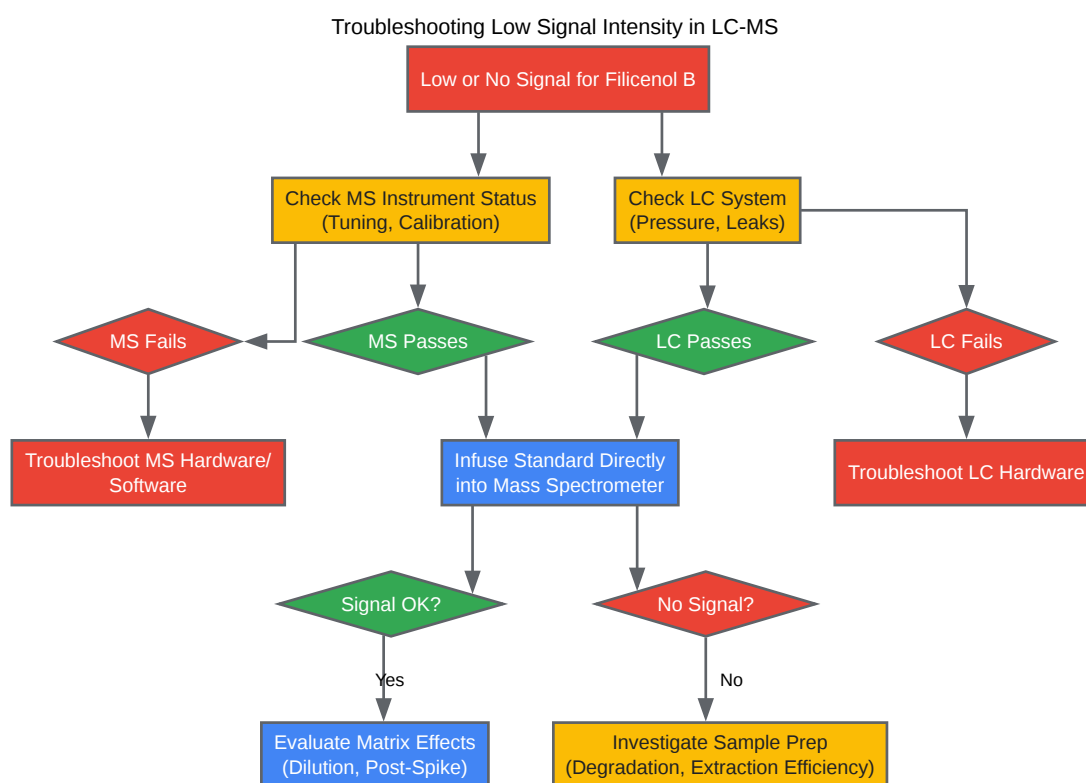 Troubleshooting Low Signal Intensity in LC-MS
Low or No Signal for Filicenol B
Check MS Instrument Status
(Tuning, Calibration)
Check LC System
(Pressure, Leaks)
MS Fails
MS Passes
LC Passes
LC Fails
Troubleshoot MS Hardware/
Software
Infuse Standard Directly
into Mass Spectrometer
Troubleshoot LC Hardware
Signal OK?
No Signal?
Yes
No
Evaluate Matrix Effects
(Dilution, Post-Spike)
Investigate Sample Prep
(Degradation, Extraction Efficiency)